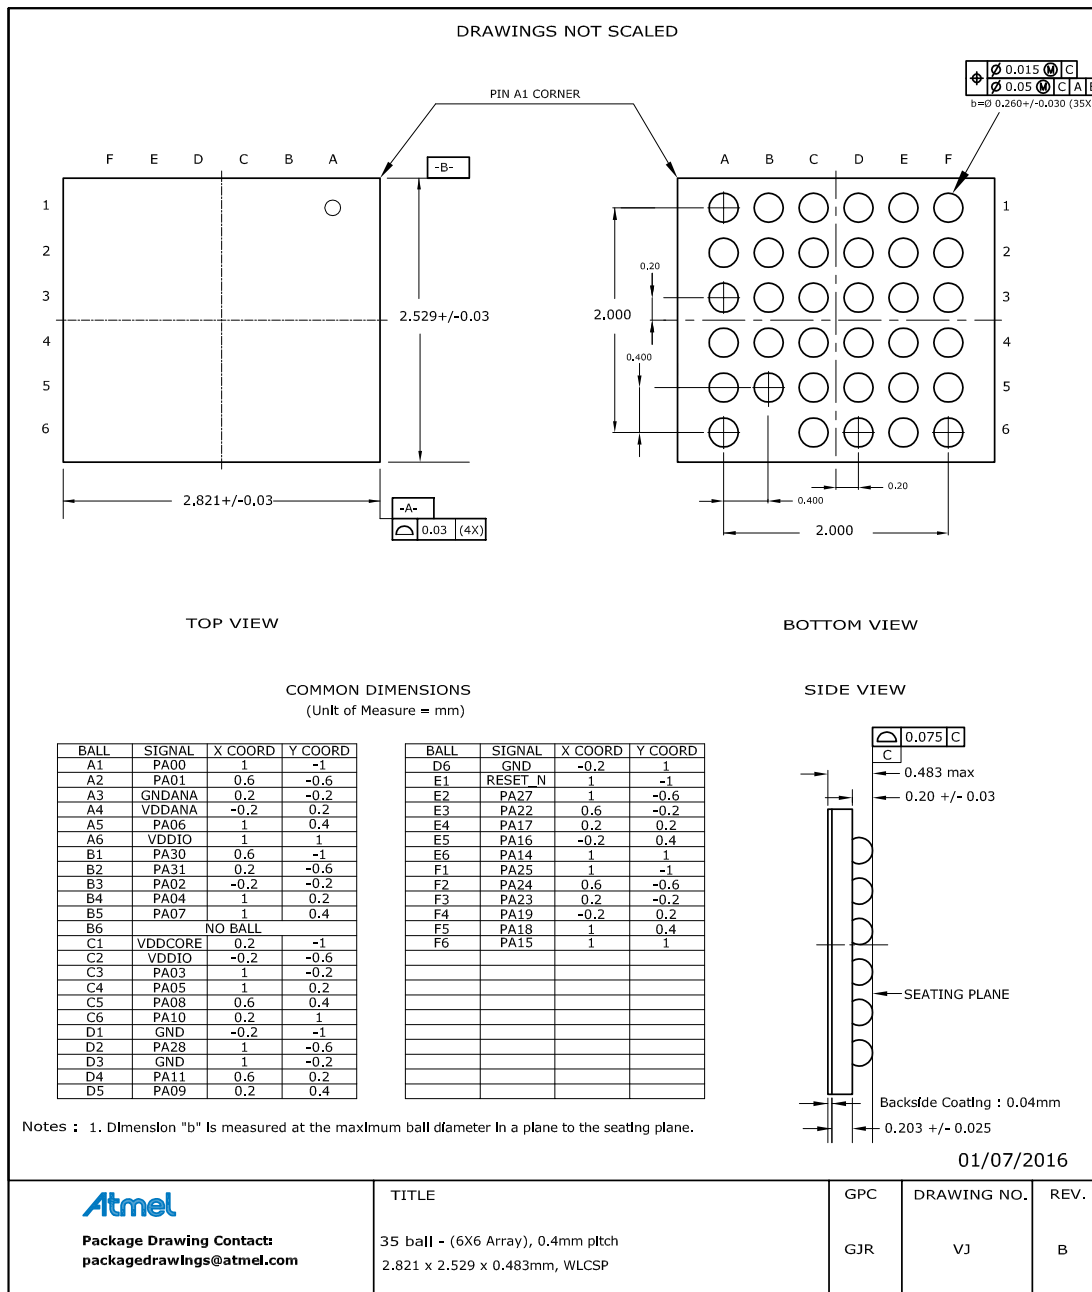 DRAWINGS NOT SCALED
Ø 0.015 Ⓜ C
Ø 0.05 Ⓜ C A
b=Ø 0.260+/-0.030 (35X
PIN A1 CORNER
F E D C B A
-B-
A B C D E F
1
2
3
4
5
6
2.529+/-0.03
2.821+/-0.03
-A-
0.03 (4X)
1
2
3
4
5
6
0.20
2.000
0.400
0.20
0.400
2.000
TOP VIEW
BOTTOM VIEW
COMMON DIMENSIONS
(Unit of Measure = mm)
SIDE VIEW
BALL SIGNAL X COORD Y COORD
A1 PA00 1 -1
A2 PA01 0.6 -0.6
A3 GNDANA 0.2 -0.2
A4 VDDANA -0.2 0.2
A5 PA06 1 0.4
A6 VDDIO 1 1
B1 PA30 0.6 -1
B2 PA31 0.2 -0.6
B3 PA02 -0.2 -0.2
B4 PA04 1 0.2
B5 PA07 1 0.4
B6 NO BALL
C1 VDDCORE 0.2 -1
C2 VDDIO -0.2 -0.6
C3 PA03 1 -0.2
C4 PA05 1 0.2
C5 PA08 0.6 0.4
C6 PA10 0.2 1
D1 GND -0.2 -1
D2 PA28 1 -0.6
D3 GND 1 -0.2
D4 PA11 0.6 0.2
D5 PA09 0.2 0.4
BALL SIGNAL X COORD Y COORD
D6 GND -0.2 1
E1 RESET_N 1 -1
E2 PA27 1 -0.6
E3 PA22 0.6 -0.2
E4 PA17 0.2 0.2
E5 PA16 -0.2 0.4
E6 PA14 1 1
F1 PA25 1 -1
F2 PA24 0.6 -0.6
F3 PA23 0.2 -0.2
F4 PA19 -0.2 0.2
F5 PA18 1 0.4
F6 PA15 1 1
0.075 C
C
0.483 max
0.20 +/- 0.03
SEATING PLANE
Backside Coating : 0.04mm
0.203 +/- 0.025
Notes : 1. Dimension "b" is measured at the maximum ball diameter in a plane to the seating plane.
01/07/2016
Atmel
Package Drawing Contact:
packagedrawings@atmel.com
TITLE
35 ball - (6X6 Array), 0.4mm pitch
2.821 x 2.529 x 0.483mm, WLCSP
GPC
GJR
DRAWING NO.
VJ
REV.
B